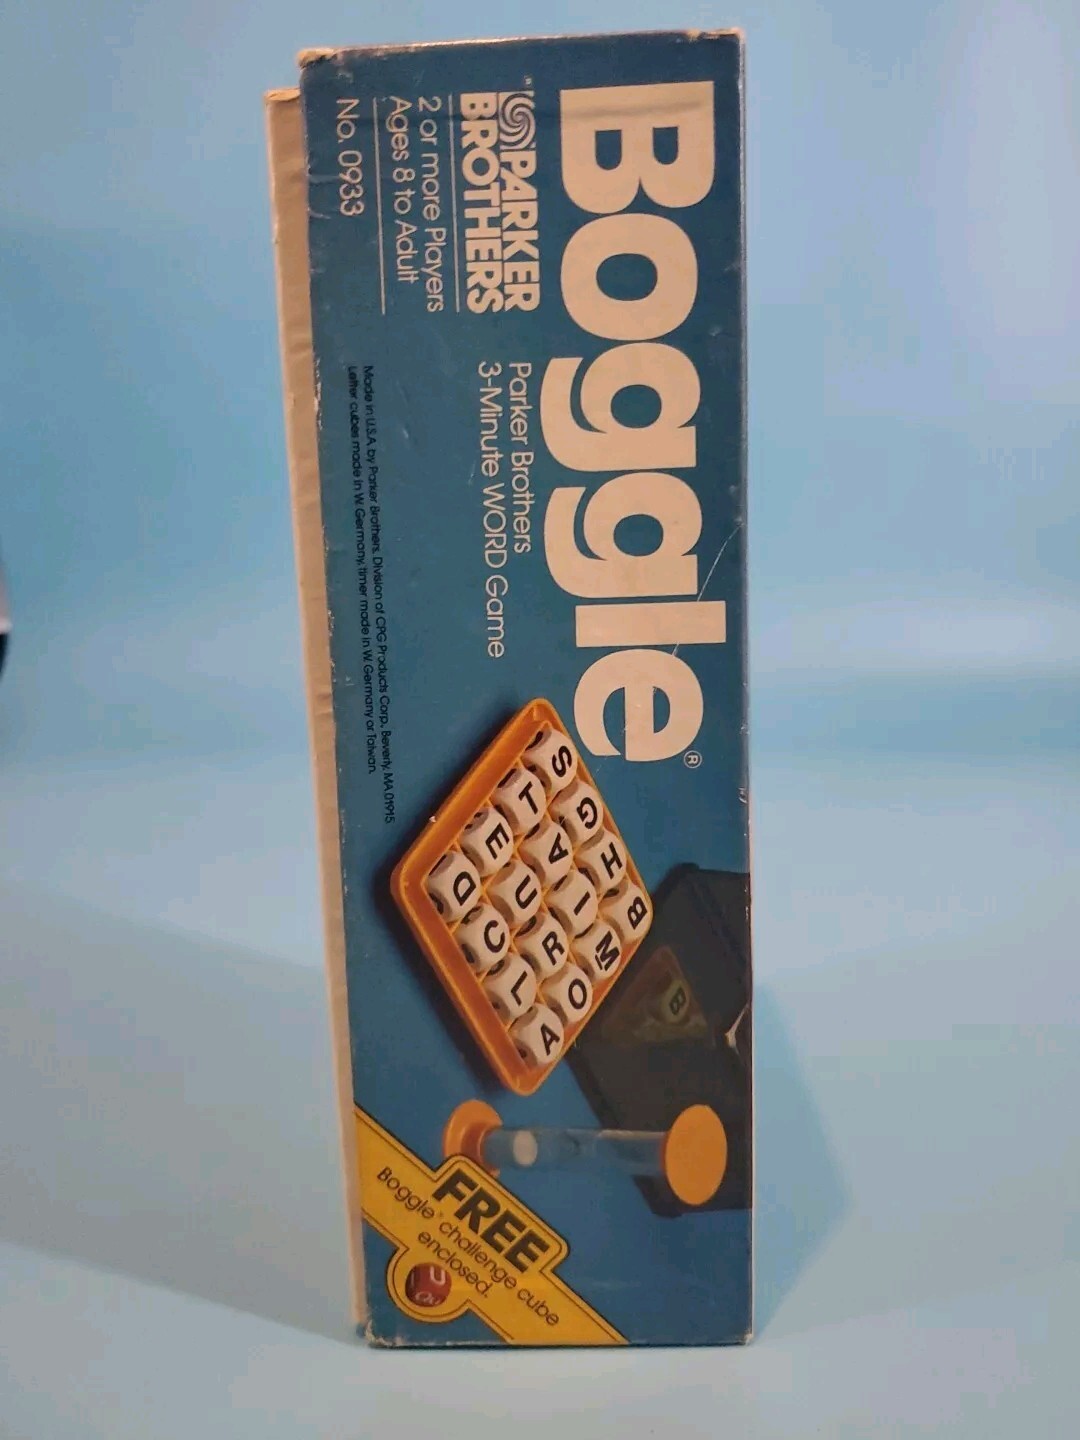 Boggle®
PARKER
BROTHERS
2 or more Players
Ages 8 to Adult
No. 0933
Parker Brothers
3-Minute WORD Game
Made in U.S.A. by Parker Brothers, Division of CPG Products Corp., Beverly, MA 01915
Letter cubes made in W. Germany, timer made in W. Germany or Taiwan.
S G H B
T A I M
E U R O
D C L A
B
FREE
Boggle® challenge cube
enclosed.
U
Qu